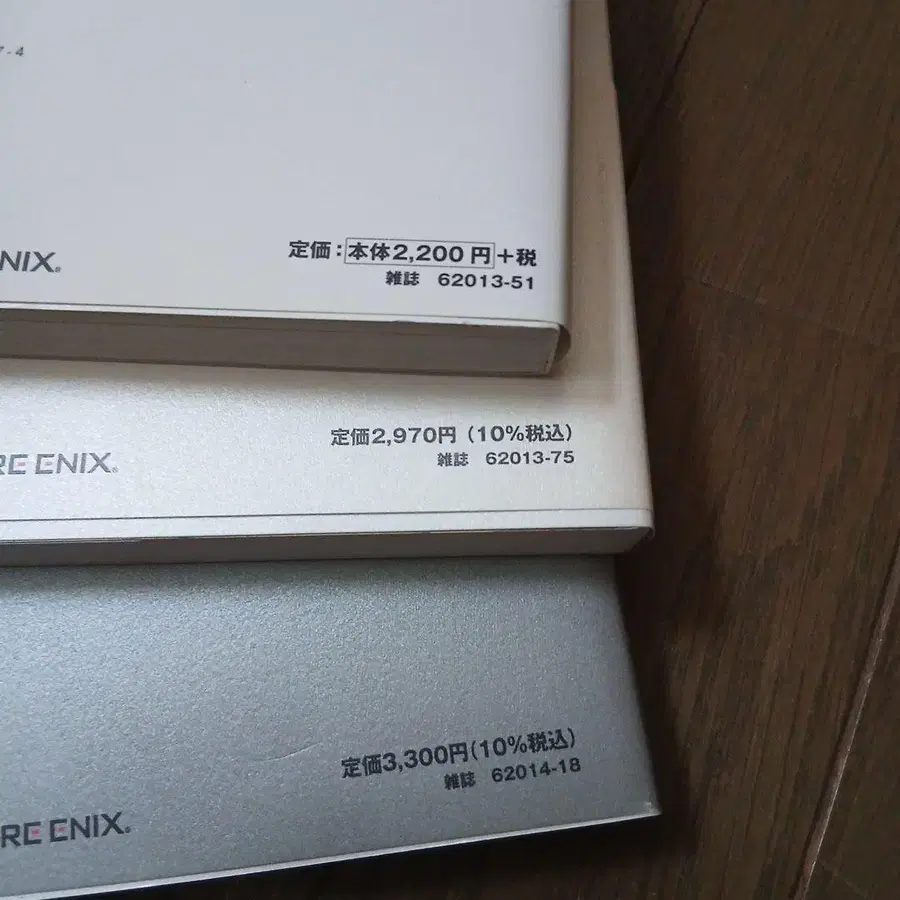 7-4
定価:本体2,200円+税
NIX®
雑誌 62013-51
定価2,970円(10%税込)
RE ENIX®
雑誌 62013-75
定価3,300円(10%税込)
雑誌 62014-18
RE ENIX®